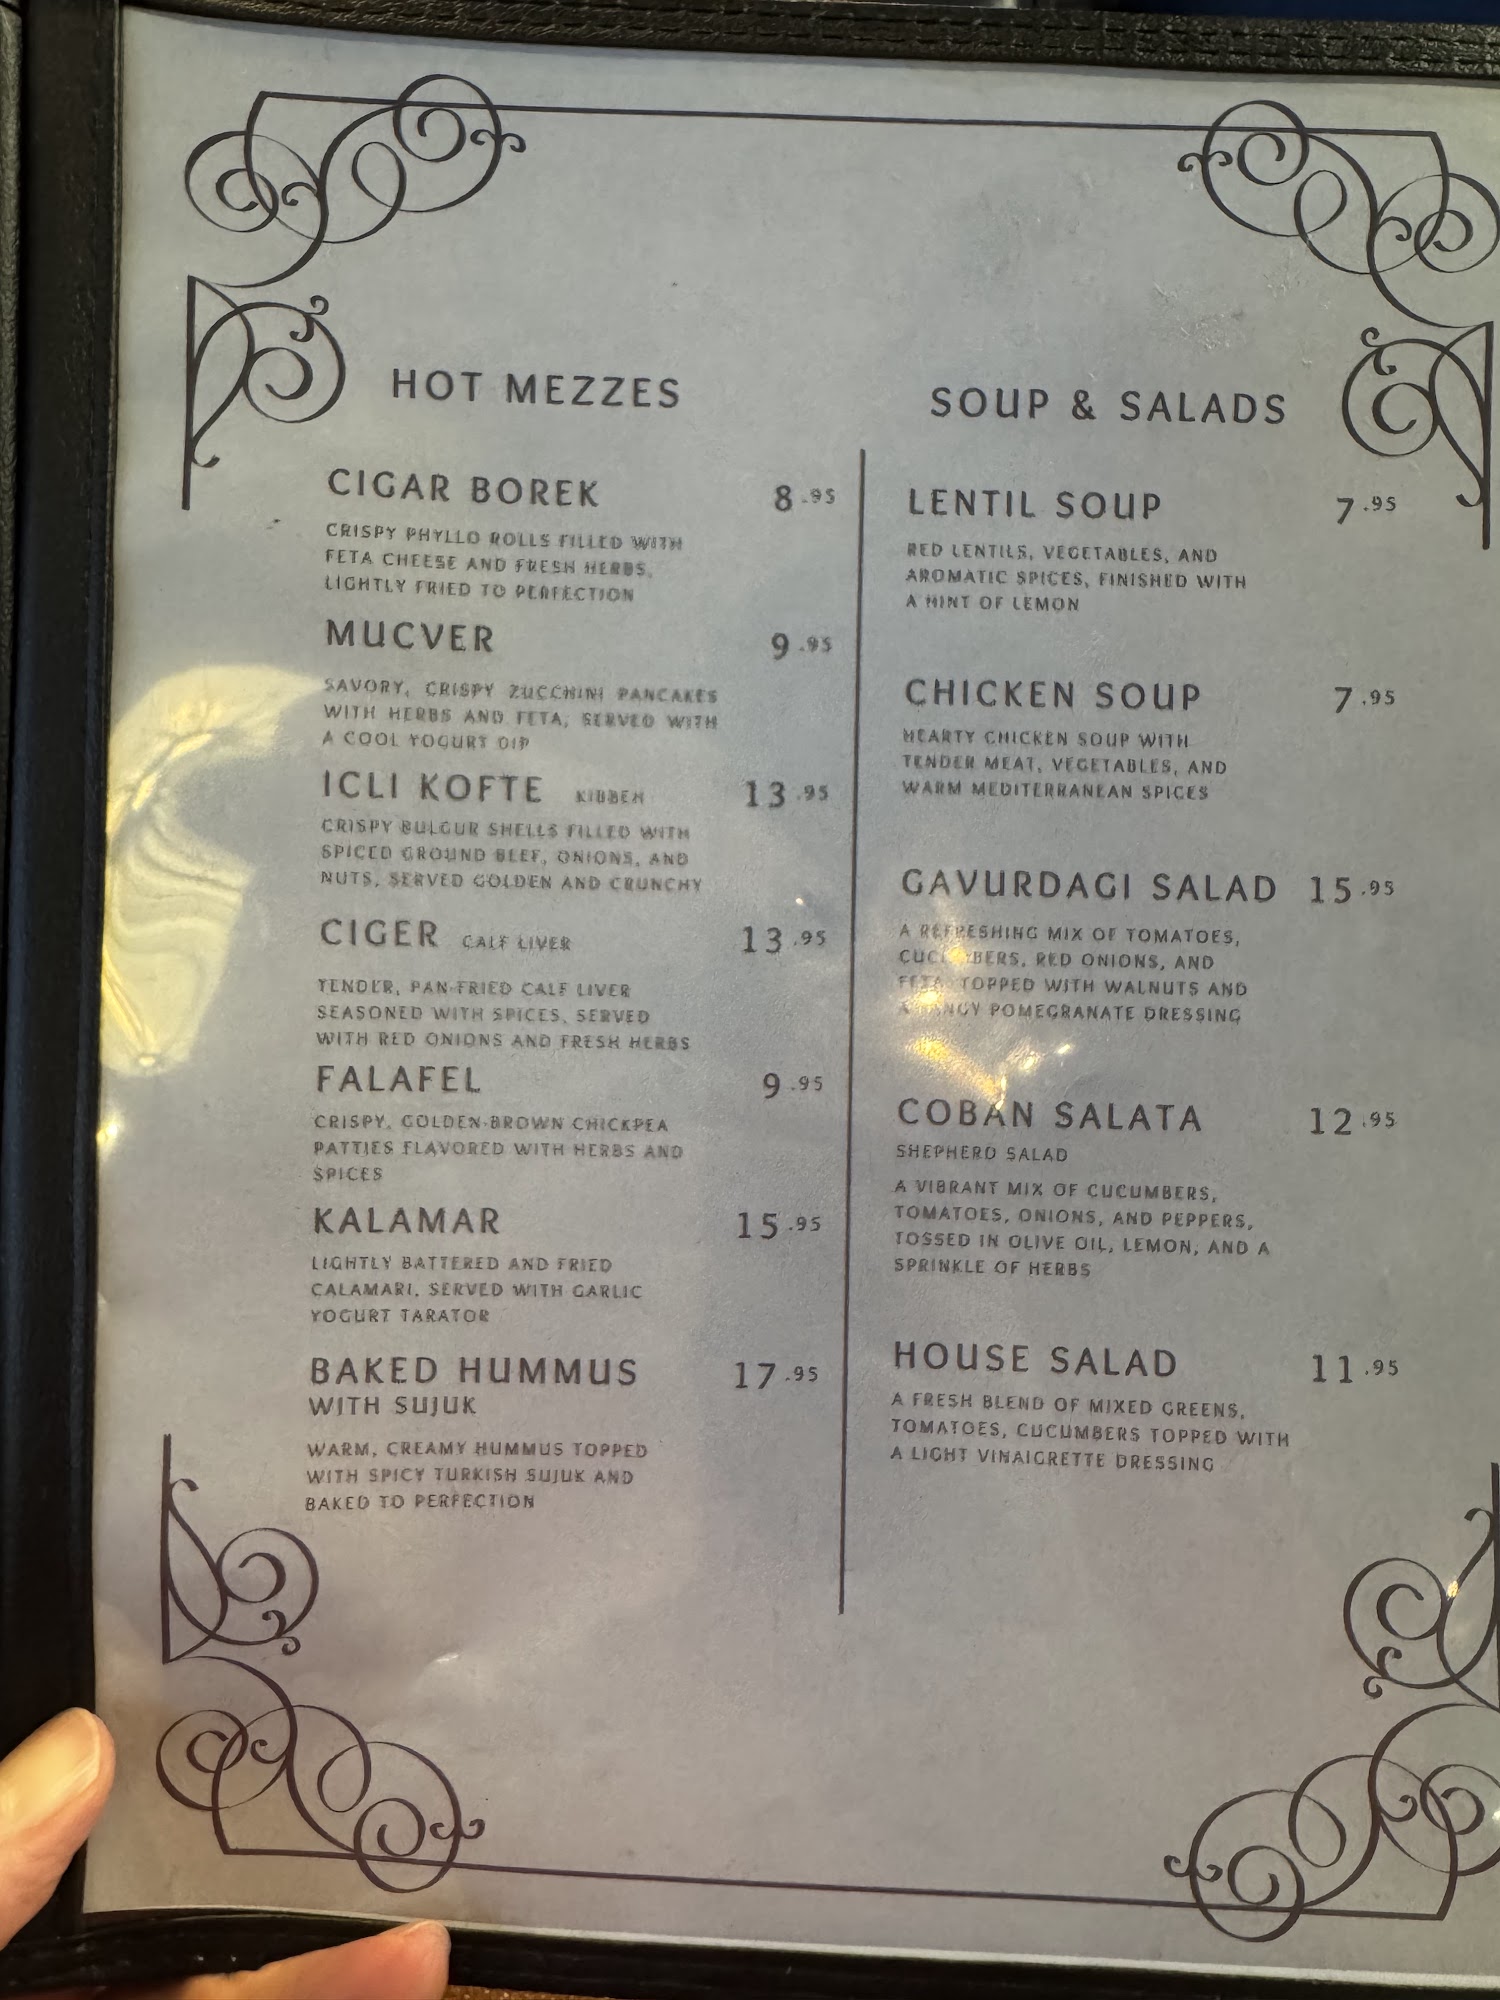 HOT MEZZES
CIGAR BOREK 8.95
CRISPY PHYLLO ROLLS FILLED WITH
FETA CHEESE AND FRESH HERBS,
LIGHTLY FRIED TO PERFECTION
MUCVER 9.95
SAVORY, CRISPY ZUCCHINI PANCAKES
WITH HERBS AND FETA, SERVED WITH
A COOL YOGURT DIP
ICLI KOFTE KIBBEH 13.95
CRISPY BULGUR SHELLS FILLED WITH
SPICED GROUND BEEF, ONIONS, AND
NUTS, SERVED GOLDEN AND CRUNCHY
CIGER CALF LIVER 13.95
TENDER, PAN-FRIED CALF LIVER
SEASONED WITH SPICES, SERVED
WITH RED ONIONS AND FRESH HERBS
FALAFEL 9.95
CRISPY, GOLDEN-BROWN CHICKPEA
PATTIES FLAVORED WITH HERBS AND
SPICES
KALAMAR 15.95
LIGHTLY BATTERED AND FRIED
CALAMARI, SERVED WITH GARLIC
YOGURT TARATOR
BAKED HUMMUS 17.95
WITH SUJUK
WARM, CREAMY HUMMUS TOPPED
WITH SPICY TURKISH SUJUK AND
BAKED TO PERFECTION
SOUP & SALADS
LENTIL SOUP 7.95
RED LENTILS, VEGETABLES, AND
AROMATIC SPICES, FINISHED WITH
A HINT OF LEMON
CHICKEN SOUP 7.95
HEARTY CHICKEN SOUP WITH
TENDER MEAT, VEGETABLES, AND
WARM MEDITERRANEAN SPICES
GAVURDAGI SALAD 15.95
A REFRESHING MIX OF TOMATOES,
CUCUMBERS, RED ONIONS, AND
FETA, TOPPED WITH WALNUTS AND
A TANGY POMEGRANATE DRESSING
COBAN SALATA 12.95
SHEPHERD SALAD
A VIBRANT MIX OF CUCUMBERS,
TOMATOES, ONIONS, AND PEPPERS,
TOSSED IN OLIVE OIL, LEMON, AND A
SPRINKLE OF HERBS
HOUSE SALAD 11.95
A FRESH BLEND OF MIXED GREENS,
TOMATOES, CUCUMBERS TOPPED WITH
A LIGHT VINAIGRETTE DRESSING